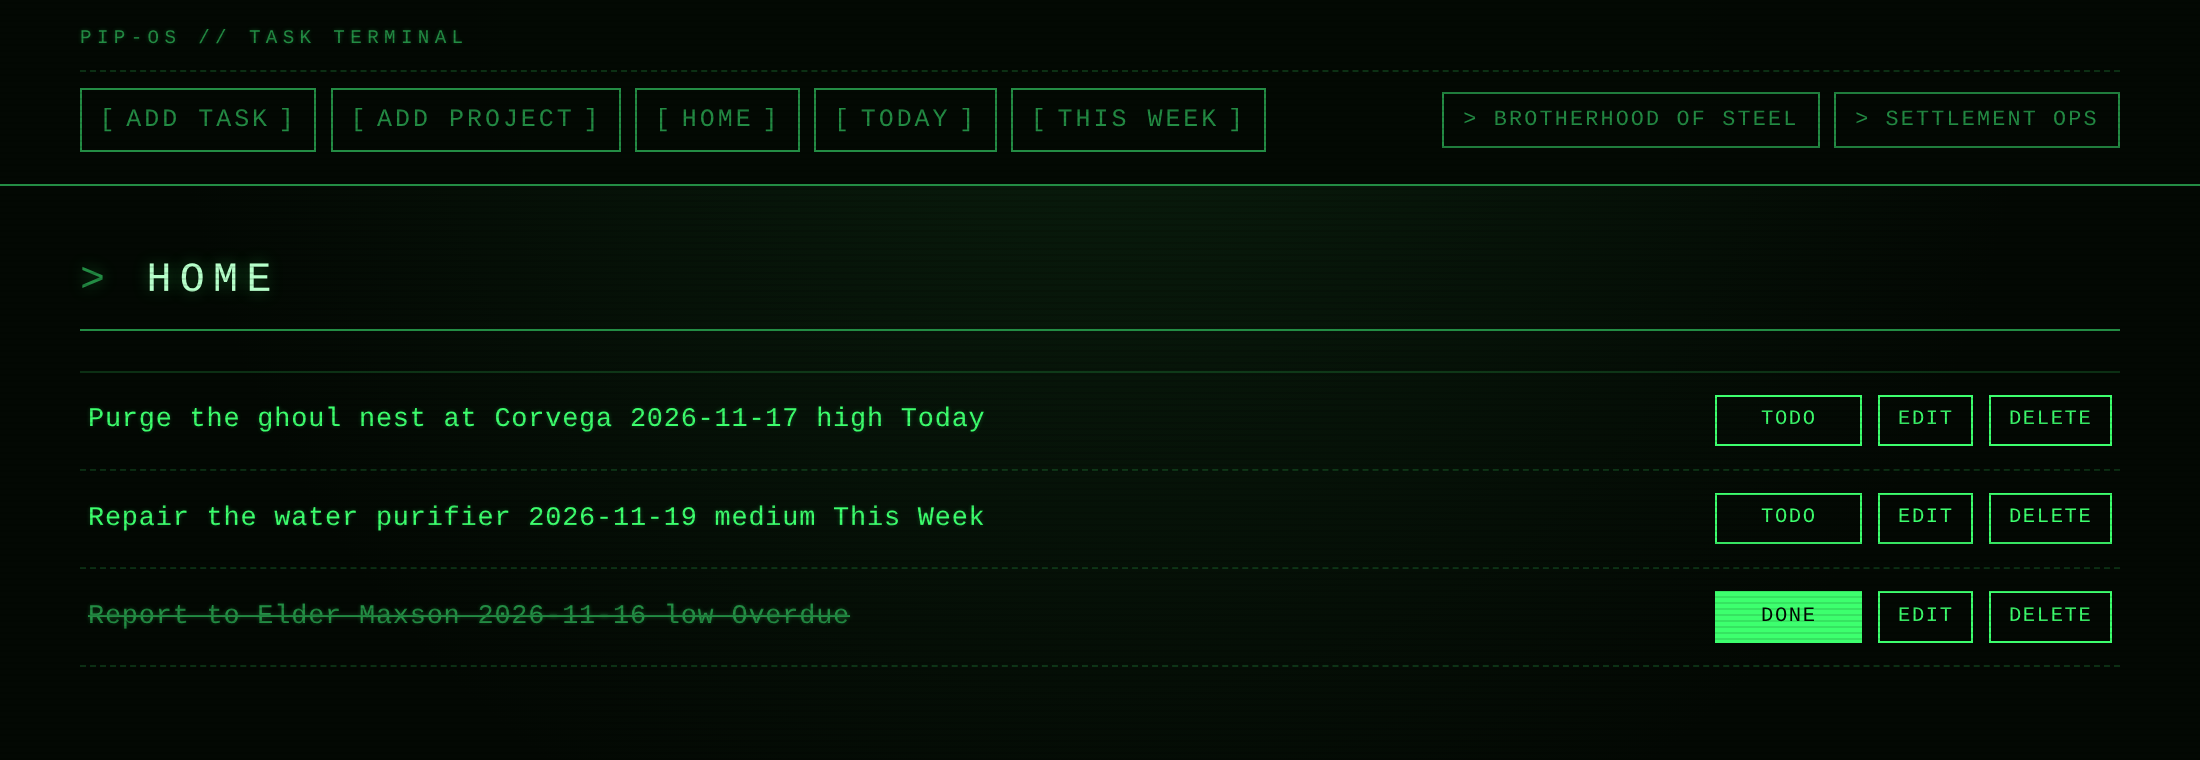 PIP-OS // TASK TERMINAL
[ ADD TASK ] [ ADD PROJECT ] [ HOME ] [ TODAY ] [ THIS WEEK ] > BROTHERHOOD OF STEEL > SETTLEMENT OPS
> HOME
Purge the ghoul nest at Corvega 2026-11-17 high Today TODO EDIT DELETE
Repair the water purifier 2026-11-19 medium This Week TODO EDIT DELETE
Report to Elder Maxson 2026-11-16 low Overdue DONE EDIT DELETE